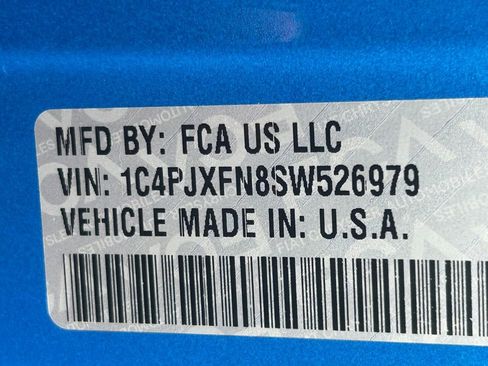 MFD BY: FCA US LLC
VIN: 1C4PJXFN8SW526979
VEHICLE MADE IN: U.S.A.